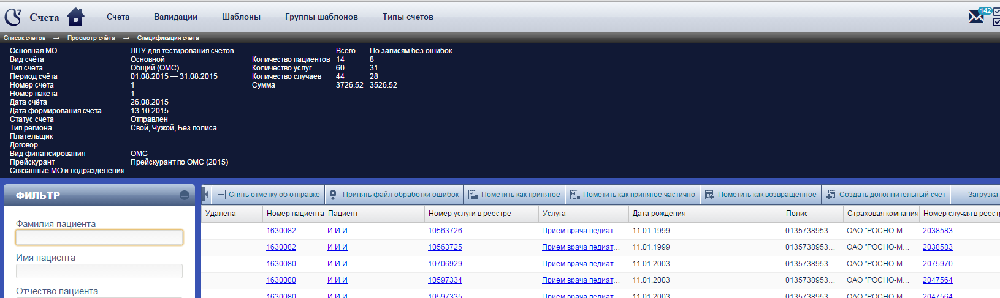 Счета Счета Валидации Шаблоны Группы шаблонов Типы счетов 142
Список счетов → Просмотр счёта → Спецификация счета
Основная МО ЛПУ для тестирования счетов Всего По записям без ошибок
Вид счёта Основной Количество пациентов 14 8
Тип счета Общий (ОМС) Количество услуг 60 31
Период счёта 01.08.2015 — 31.08.2015 Количество случаев 44 28
Номер счета 1 Сумма 3726.52 3526.52
Номер пакета 1
Дата счёта 26.08.2015
Дата формирования счёта 13.10.2015
Статус счета Отправлен
Тип региона Свой, Чужой, Без полиса
Плательщик
Договор
Вид финансирования ОМС
Прейскурант Прейскурант по ОМС (2015)
Связанные МО и подразделения
ФИЛЬТР
Фамилия пациента
Имя пациента
Отчество пациента
Снять отметку об отправке Принять файл обработки ошибок Пометить как принятое Пометить как принятое частично Пометить как возвращённое Создать дополнительный счёт Загрузка
Удалена Номер пациента Пациент Номер услуги в реестре Услуга Дата рождения Полис Страховая компания Номер случая в реест
1630082 И И И 10563726 Прием врача педиат... 11.01.1999 0135738953... ОАО "РОСНО-М... 2038583
1630082 И И И 10563725 Прием врача педиат... 11.01.1999 0135738953... ОАО "РОСНО-М... 2038583
1630080 И И И 10706929 Прием врача педиат... 11.01.2003 0135738953... ОАО "РОСНО-М... 2075970
1630080 И И И 10597334 Прием врача педиат... 11.01.2003 0135738953... ОАО "РОСНО-М... 2047564
1630080 И И И 10597335 Прием врача педиат... 11.01.2003 0135738953... ОАО "РОСНО-М... 2047564